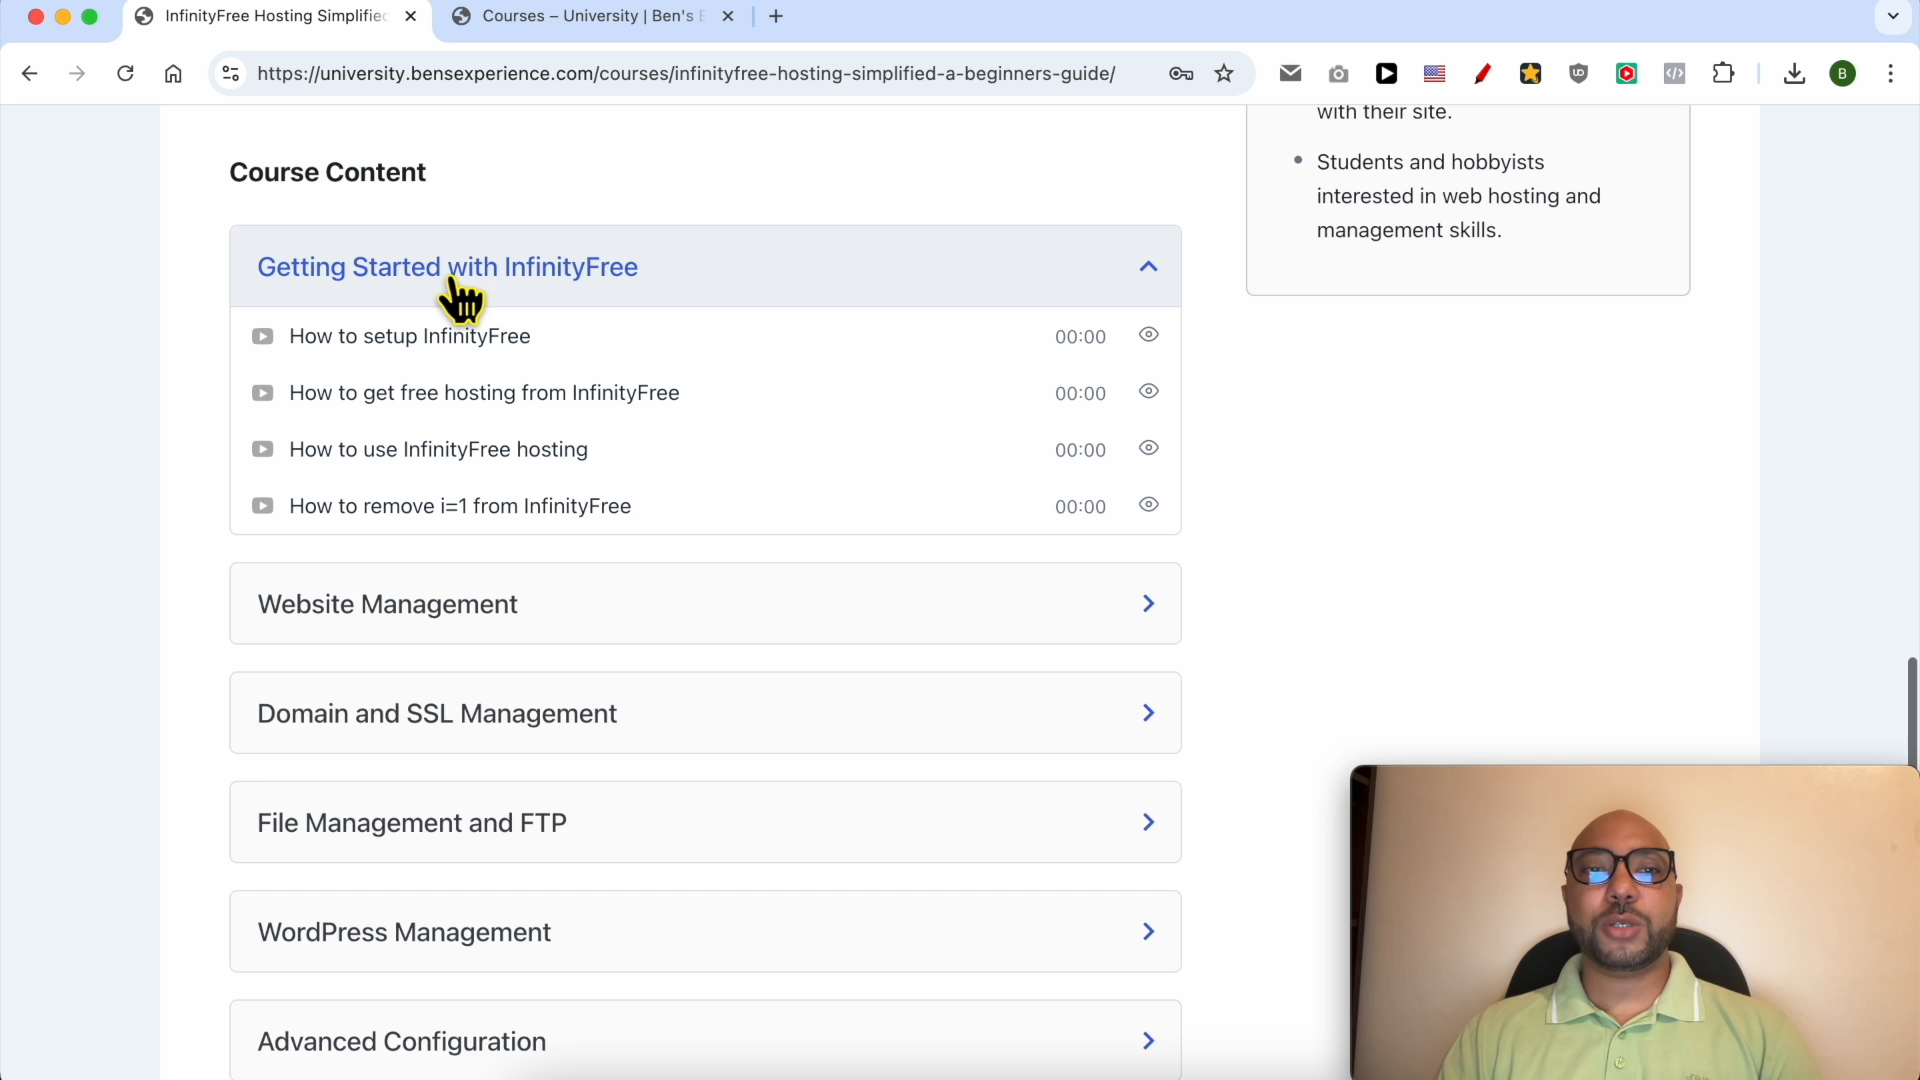 InfinityFree Hosting Simplified
Courses – University | Ben's E
https://university.bensexperience.com/courses/infinityfree-hosting-simplified-a-beginners-guide/
B
with their site.
Students and hobbyists
interested in web hosting and
management skills.
Course Content
Getting Started with InfinityFree
How to setup InfinityFree 00:00
How to get free hosting from InfinityFree 00:00
How to use InfinityFree hosting 00:00
How to remove i=1 from InfinityFree 00:00
Website Management
Domain and SSL Management
File Management and FTP
WordPress Management
Advanced Configuration